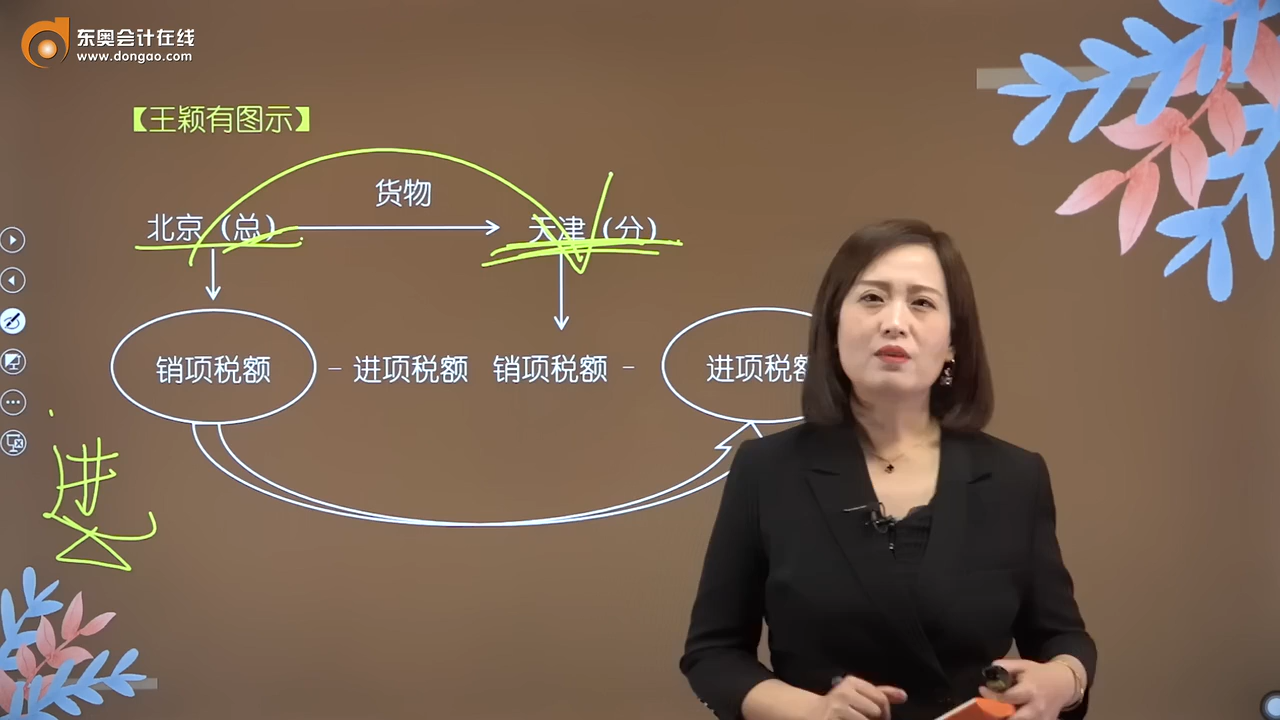 东奥会计在线
www.dongao.com
【王颖有图示】
货物
北京（总） 天津（分）
销项税额 － 进项税额 销项税额 － 进项税额
进